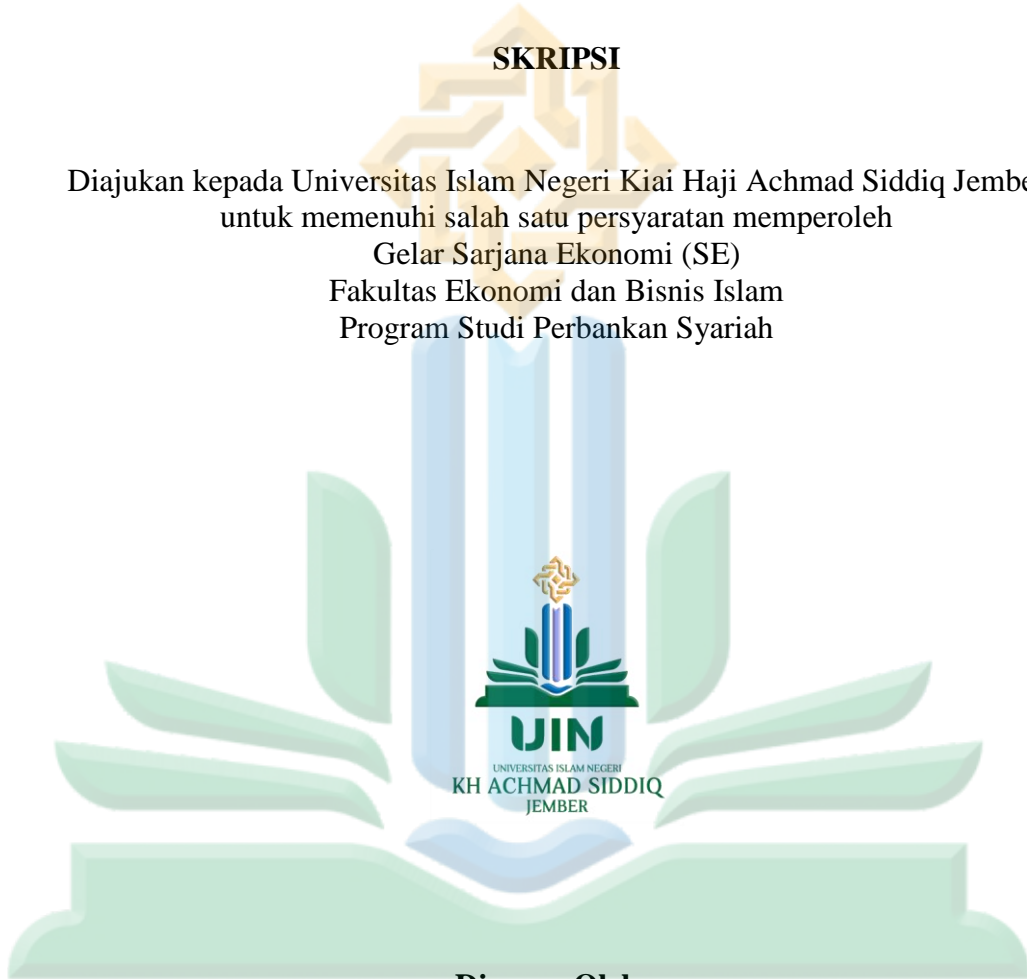 SKRIPSI
Diajukan kepada Universitas Islam Negeri Kiai Haji Achmad Siddiq Jembe
untuk memenuhi salah satu persyaratan memperoleh
Gelar Sarjana Ekonomi (SE)
Fakultas Ekonomi dan Bisnis Islam
Program Studi Perbankan Syariah
UIN
UNIVERSITAS ISLAM NEGERI
KH ACHMAD SIDDIQ
JEMBER